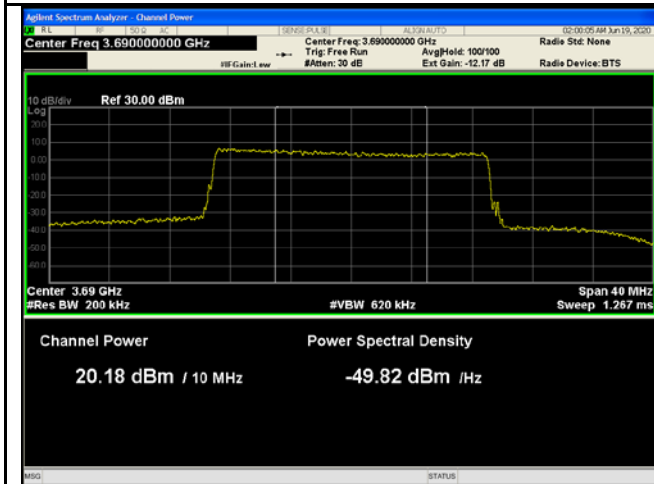 Agilent Spectrum Analyzer - Channel Power
RL RF 50 Ω AC SENSE:PULSE ALIGN AUTO 02:00:05 AM Jun 19, 2020
Center Freq 3.690000000 GHz Center Freq: 3.690000000 GHz Radio Std: None
Trig: Free Run Avg|Hold: 100/100
#IFGain:Low #Atten: 30 dB Ext Gain: -12.17 dB Radio Device: BTS
10 dB/div Ref 30.00 dBm
Log
20.0
10.0
0.00
-10.0
-20.0
-30.0
-40.0
-50.0
-60.0
Center 3.69 GHz Span 40 MHz
#Res BW 200 kHz #VBW 620 kHz Sweep 1.267 ms
Channel Power Power Spectral Density
20.18 dBm / 10 MHz -49.82 dBm /Hz
MSG STATUS